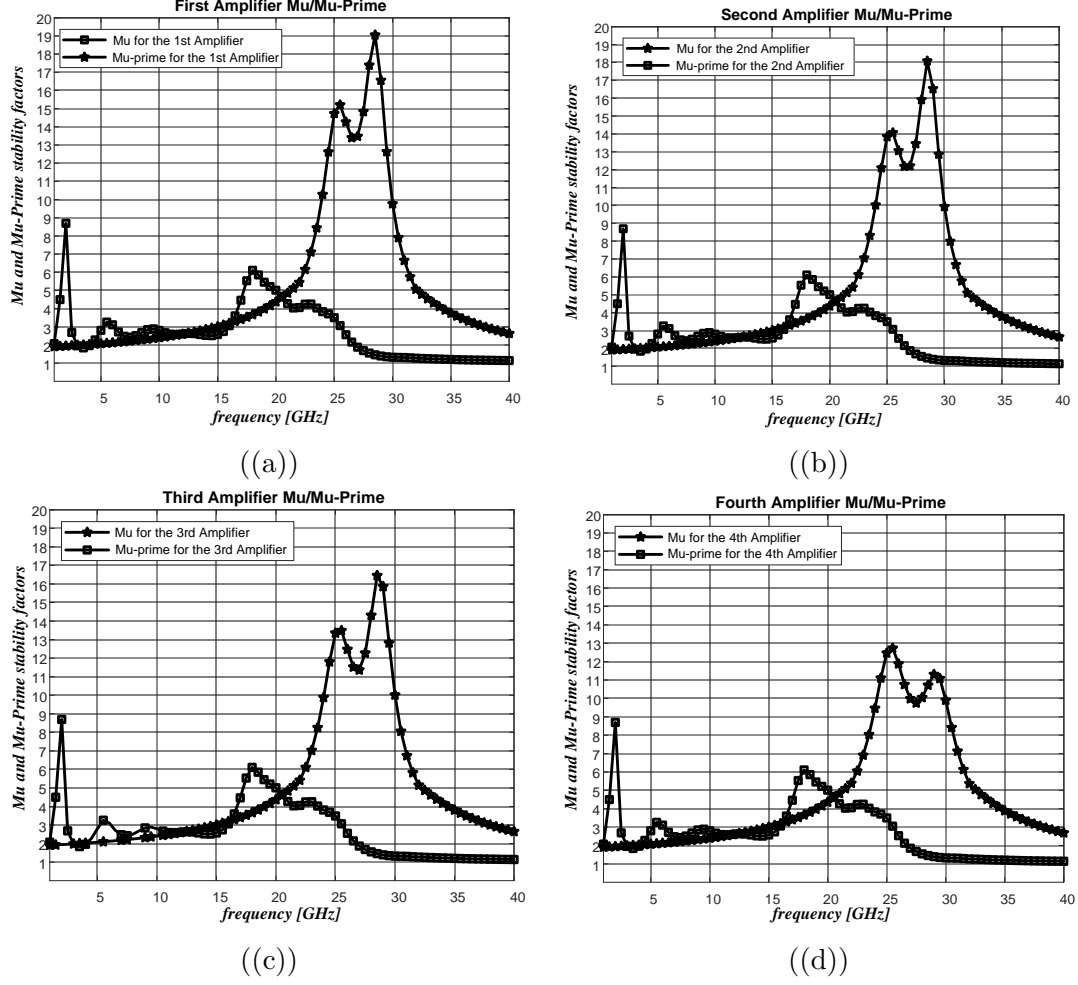 First Amplifier Mu/Mu-Prime
Mu and Mu-Prime stability factors
20
19
18
17
16
15
14
13
12
11
10
9
8
7
6
5
4
3
2
1
Mu for the 1st Amplifier
Mu-prime for the 1st Amplifier
5 10 15 20 25 30 35 40
frequency [GHz]
((a))
Second Amplifier Mu/Mu-Prime
Mu and Mu-Prime stability factors
20
19
18
17
16
15
14
13
12
11
10
9
8
7
6
5
4
3
2
1
Mu for the 2nd Amplifier
Mu-prime for the 2nd Amplifier
5 10 15 20 25 30 35 40
frequency [GHz]
((b))
Third Amplifier Mu/Mu-Prime
Mu and Mu-Prime stability factors
20
19
18
17
16
15
14
13
12
11
10
9
8
7
6
5
4
3
2
1
Mu for the 3rd Amplifier
Mu-prime for the 3rd Amplifier
5 10 15 20 25 30 35 40
frequency [GHz]
((c))
Fourth Amplifier Mu/Mu-Prime
Mu and Mu-Prime stability factors
20
19
18
17
16
15
14
13
12
11
10
9
8
7
6
5
4
3
2
1
Mu for the 4th Amplifier
Mu-prime for the 4th Amplifier
5 10 15 20 25 30 35 40
frequency [GHz]
((d))